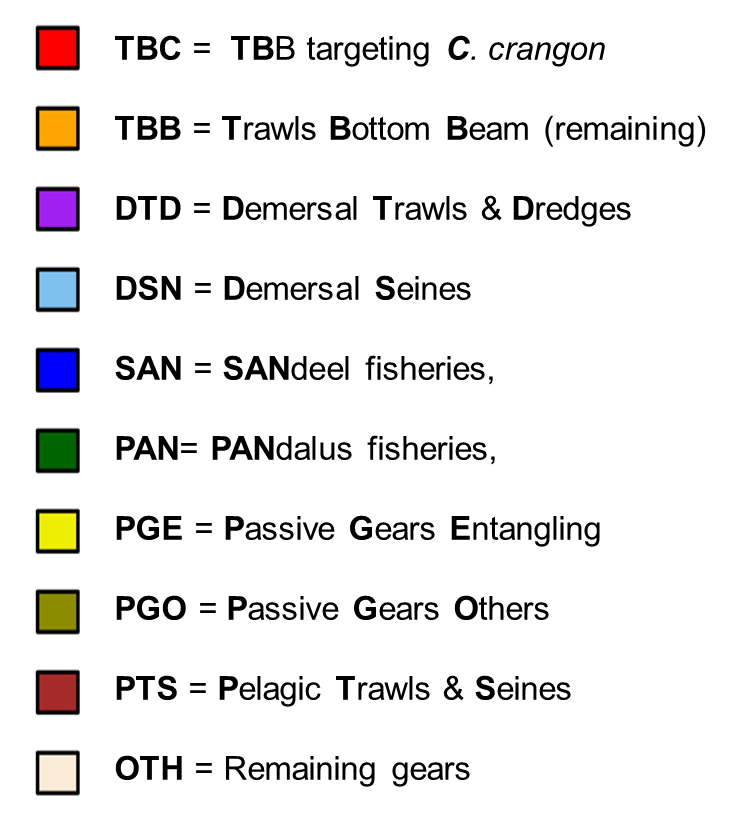 TBC = TBB targeting C. crangon
TBB = Trawls Bottom Beam (remaining)
DTD = Demersal Trawls & Dredges
DSN = Demersal Seines
SAN = SANdeel fisheries,
PAN= PANdalus fisheries,
PGE = Passive Gears Entangling
PGO = Passive Gears Others
PTS = Pelagic Trawls & Seines
OTH = Remaining gears